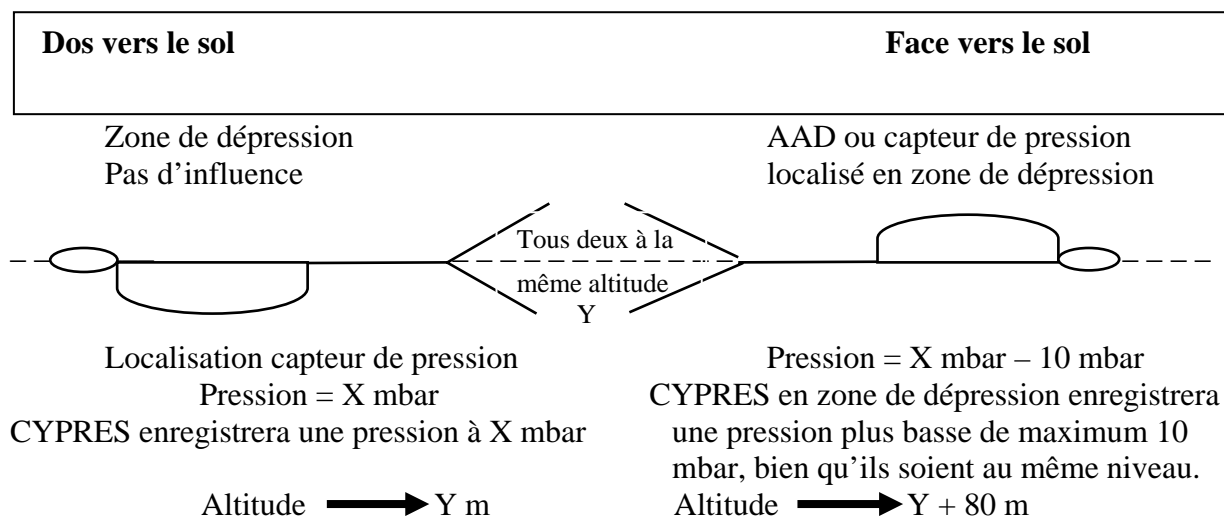 Dos vers le sol
Face vers le sol
Zone de dépression
Pas d'influence
AAD ou capteur de pression
localisé en zone de dépression
Tous deux à la
même altitude
Y
Localisation capteur de pression
Pression = X mbar
CYPRES enregistrera une pression à X mbar
Altitude Y m
Pression = X mbar – 10 mbar
CYPRES en zone de dépression enregistrera
une pression plus basse de maximum 10
mbar, bien qu'ils soient au même niveau.
Altitude Y + 80 m